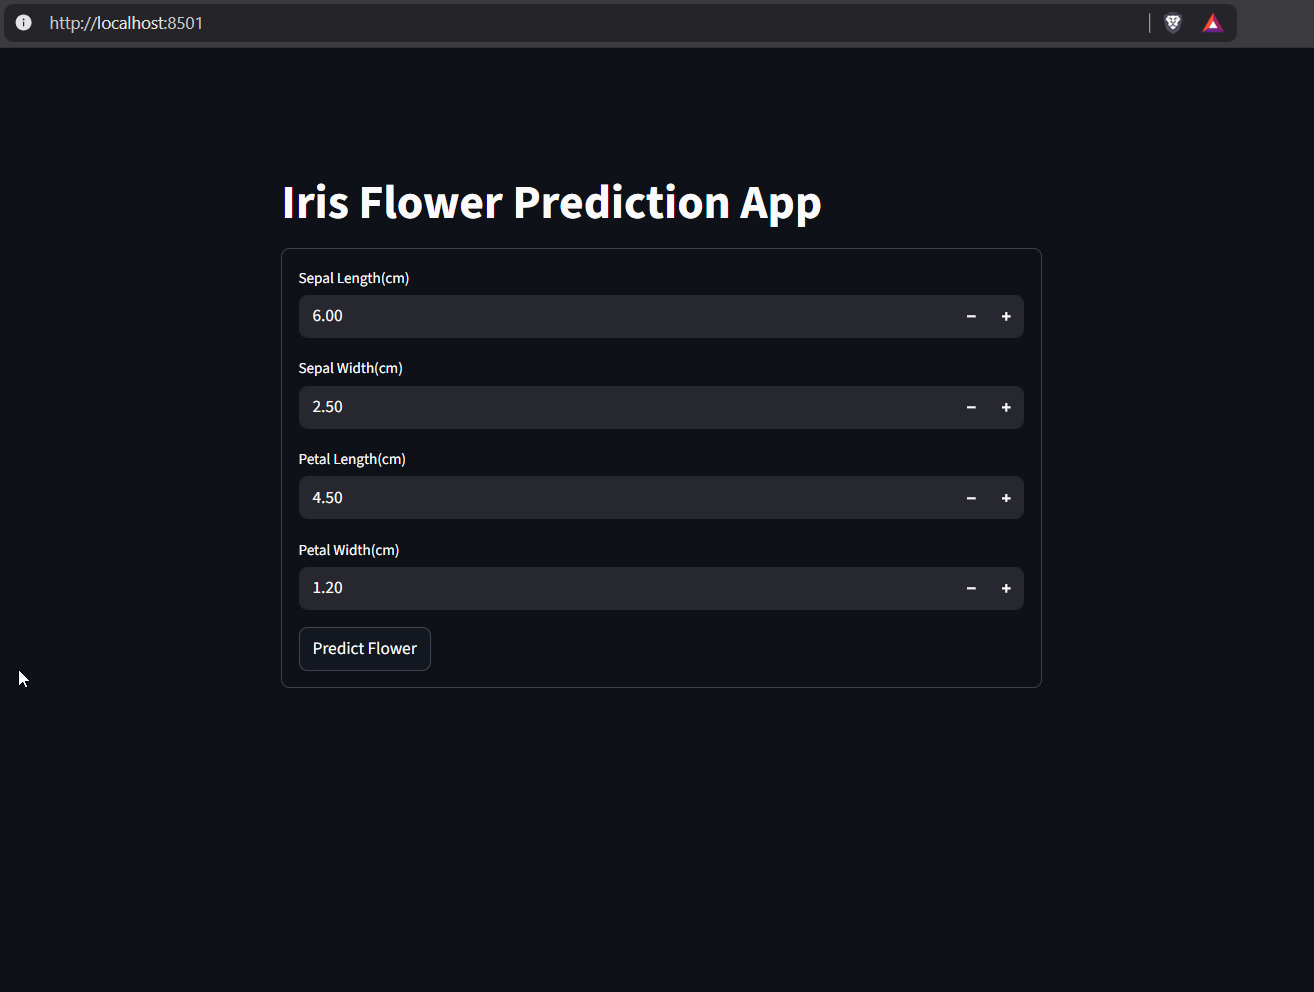 http://localhost:8501
Iris Flower Prediction App
Sepal Length(cm)
6.00
Sepal Width(cm)
2.50
Petal Length(cm)
4.50
Petal Width(cm)
1.20
Predict Flower